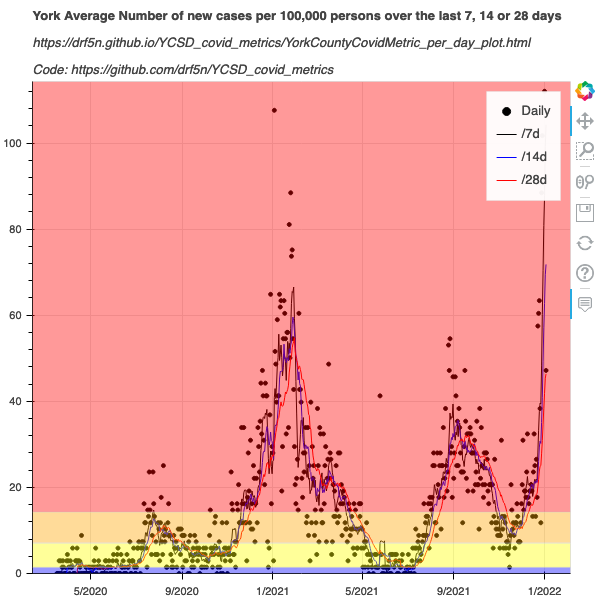 York Average Number of new cases per 100,000 persons over the last 7, 14 or 28 days
https://drf5n.github.io/YCSD_covid_metrics/YorkCountyCovidMetric_per_day_plot.html
Code: https://github.com/drf5n/YCSD_covid_metrics
Daily
/7d
/14d
/28d
100
80
60
40
20
0
5/2020 9/2020 1/2021 5/2021 9/2021 1/2022